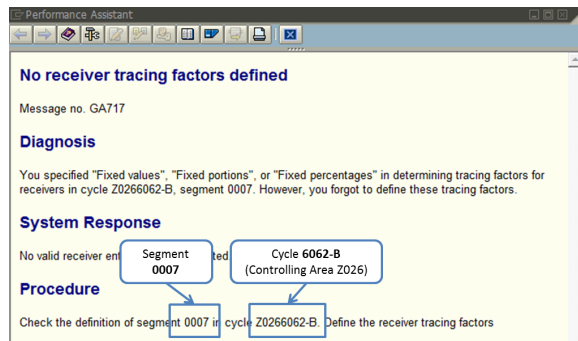 Performance Assistant
No receiver tracing factors defined
Message no. GA717
Diagnosis
You specified "Fixed values", "Fixed portions", or "Fixed percentages" in determining tracing factors for
receivers in cycle Z0266062-B, segment 0007. However, you forgot to define these tracing factors.
System Response
No valid receiver
Segment
0007
Cycle 6062-B
(Controlling Area Z026)
Procedure
Check the definition of segment 0007 in cycle Z0266062-B. Define the receiver tracing factors